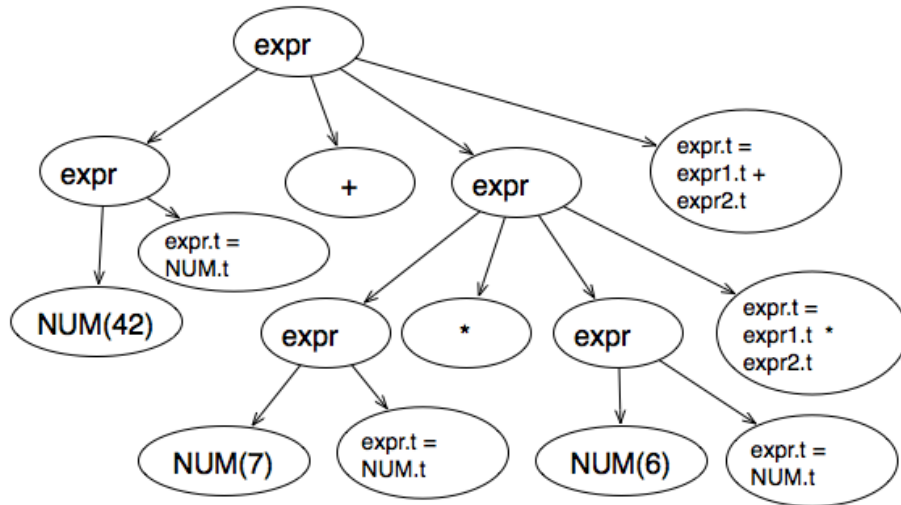 expr
expr
+
expr
expr.t =
expr1.t +
expr2.t
expr.t =
NUM.t
NUM(42)
expr
*
expr
expr.t =
expr1.t *
expr2.t
NUM(7)
expr.t =
NUM.t
NUM(6)
expr.t =
NUM.t